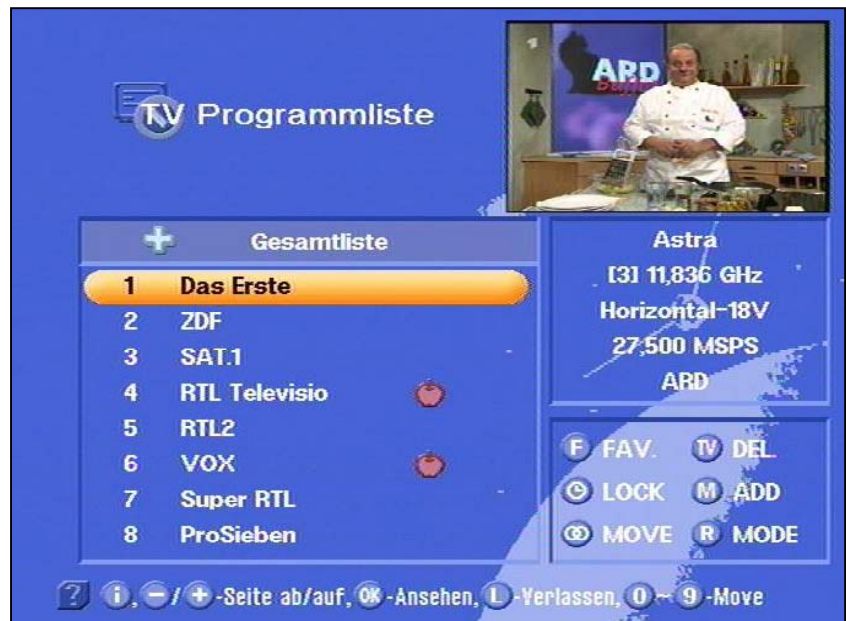 ARD
Buffet
TV Programmliste
Gesamtliste
1 Das Erste
2 ZDF
3 SAT.1
4 RTL Televisio
5 RTL2
6 VOX
7 Super RTL
8 ProSieben
Astra
[3] 11,836 GHz
Horizontal-18V
27,500 MSPS
ARD
F FAV. TV DEL.
LOCK M ADD
MOVE R MODE
? i, -/+-Seite ab/auf, OK-Ansehen, L-Verlassen, 0~9-Move